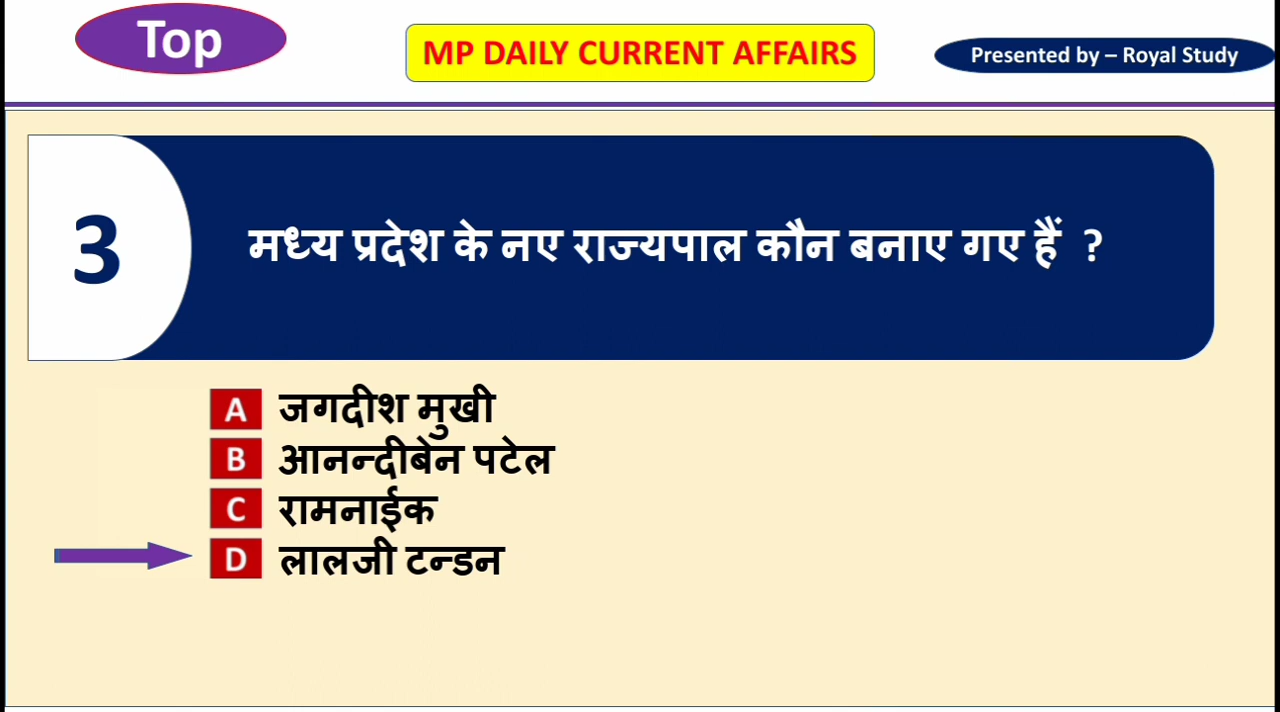 Top
MP DAILY CURRENT AFFAIRS
Presented by – Royal Study
3
मध्य प्रदेश के नए राज्यपाल कौन बनाए गए हैं ?
A जगदीश मुखी
B आनन्दीबेन पटेल
C रामनाईक
D लालजी टन्डन